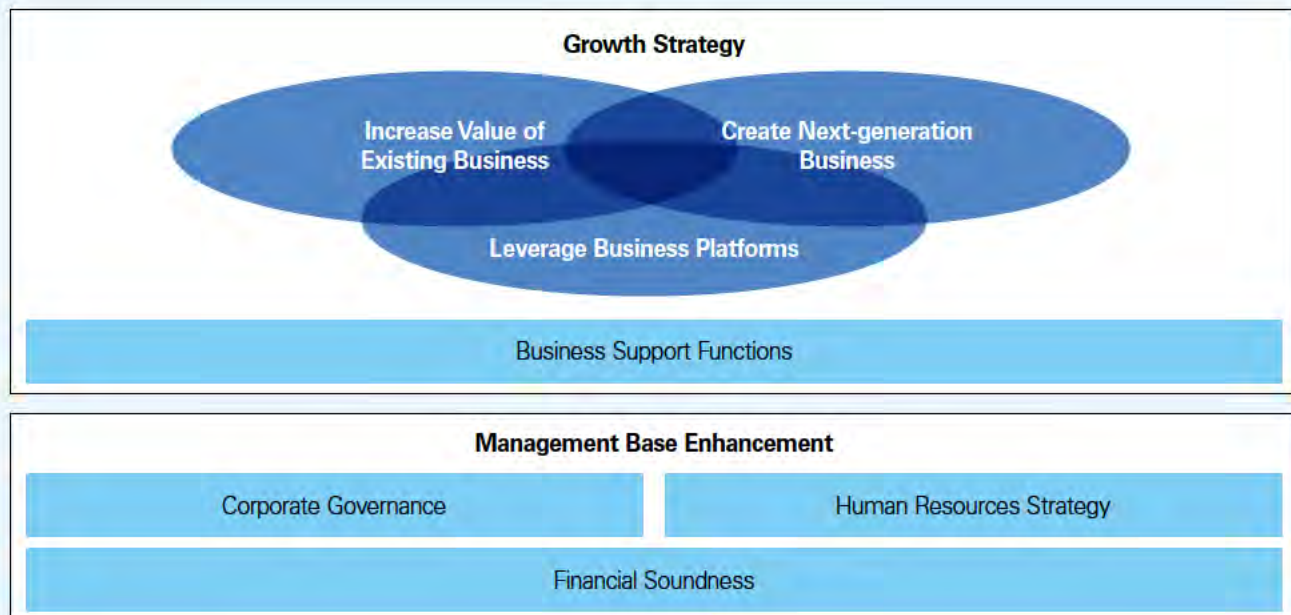 Growth Strategy
Increase Value of
Existing Business
Create Next-generation
Business
Leverage Business Platforms
Business Support Functions
Management Base Enhancement
Corporate Governance
Human Resources Strategy
Financial Soundness